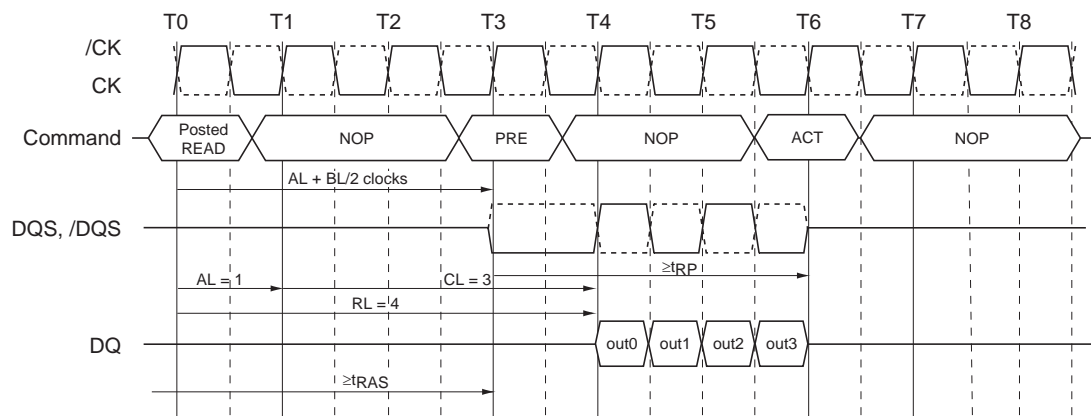 T0 T1 T2 T3 T4 T5 T6 T7 T8
/CK
CK
Command
Posted
READ
NOP PRE NOP ACT NOP
AL + BL/2 clocks
DQS, /DQS
≥tRP
AL = 1 CL = 3
RL = 4
DQ
out0 out1 out2 out3
≥tRAS